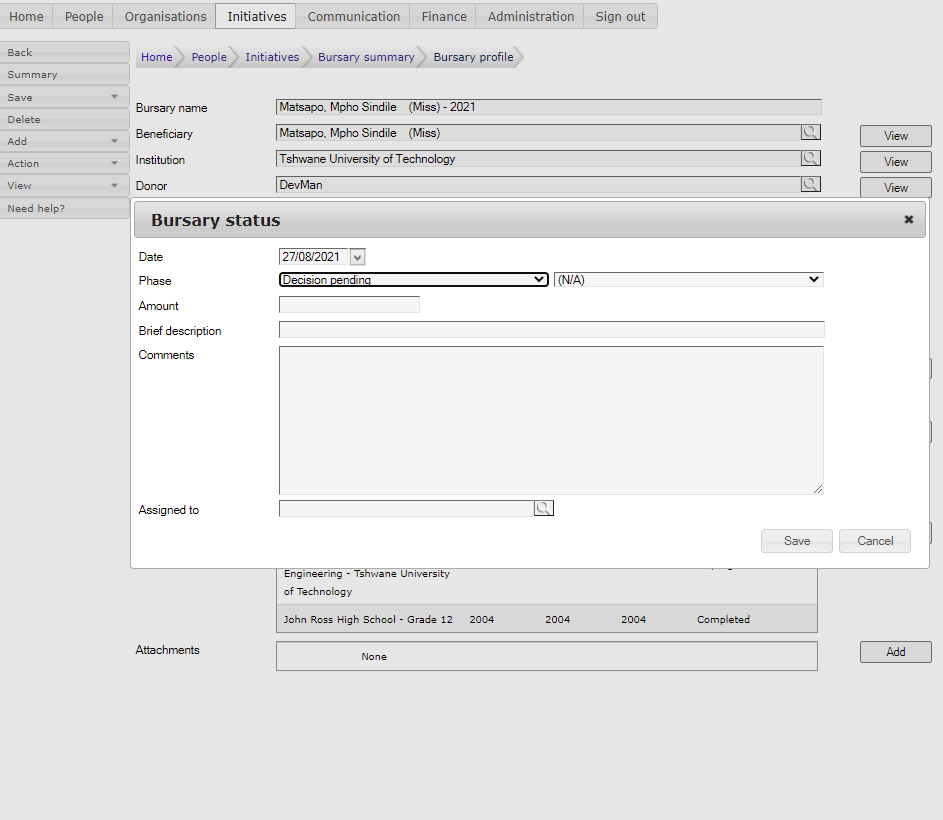 Home People Organisations Initiatives Communication Finance Administration Sign out
Back
Summary
Save
Delete
Add
Action
View
Need help?
Home People Initiatives Bursary summary Bursary profile
Bursary name Matsapo, Mpho Sindile (Miss) - 2021
Beneficiary Matsapo, Mpho Sindile (Miss) View
Institution Tshwane University of Technology View
Donor DevMan View
Bursary status
Date 27/08/2021
Phase Decision pending (N/A)
Amount
Brief description
Comments
Assigned to
Save Cancel
Engineering - Tshwane University
of Technology
John Ross High School - Grade 12 2004 2004 2004 Completed
Attachments None Add